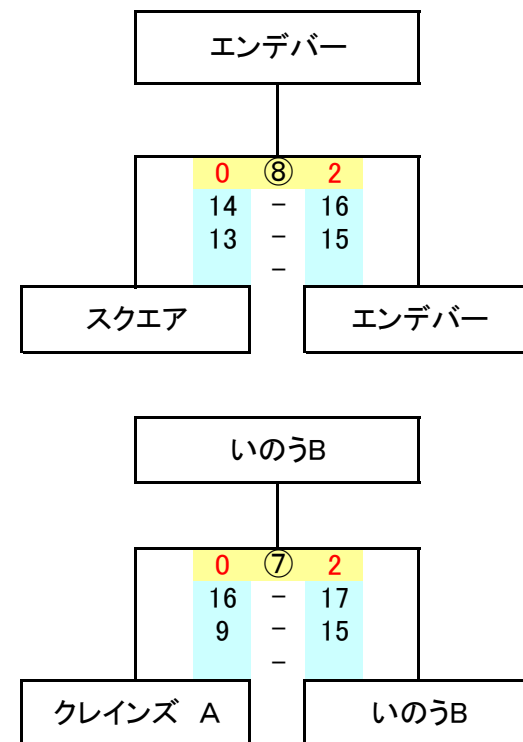 エンデバー
0 ⑧ 2
14 - 16
13 - 15
-
スクエア エンデバー
いのうB
0 ⑦ 2
16 - 17
9 - 15
-
クレインズ A いのうB